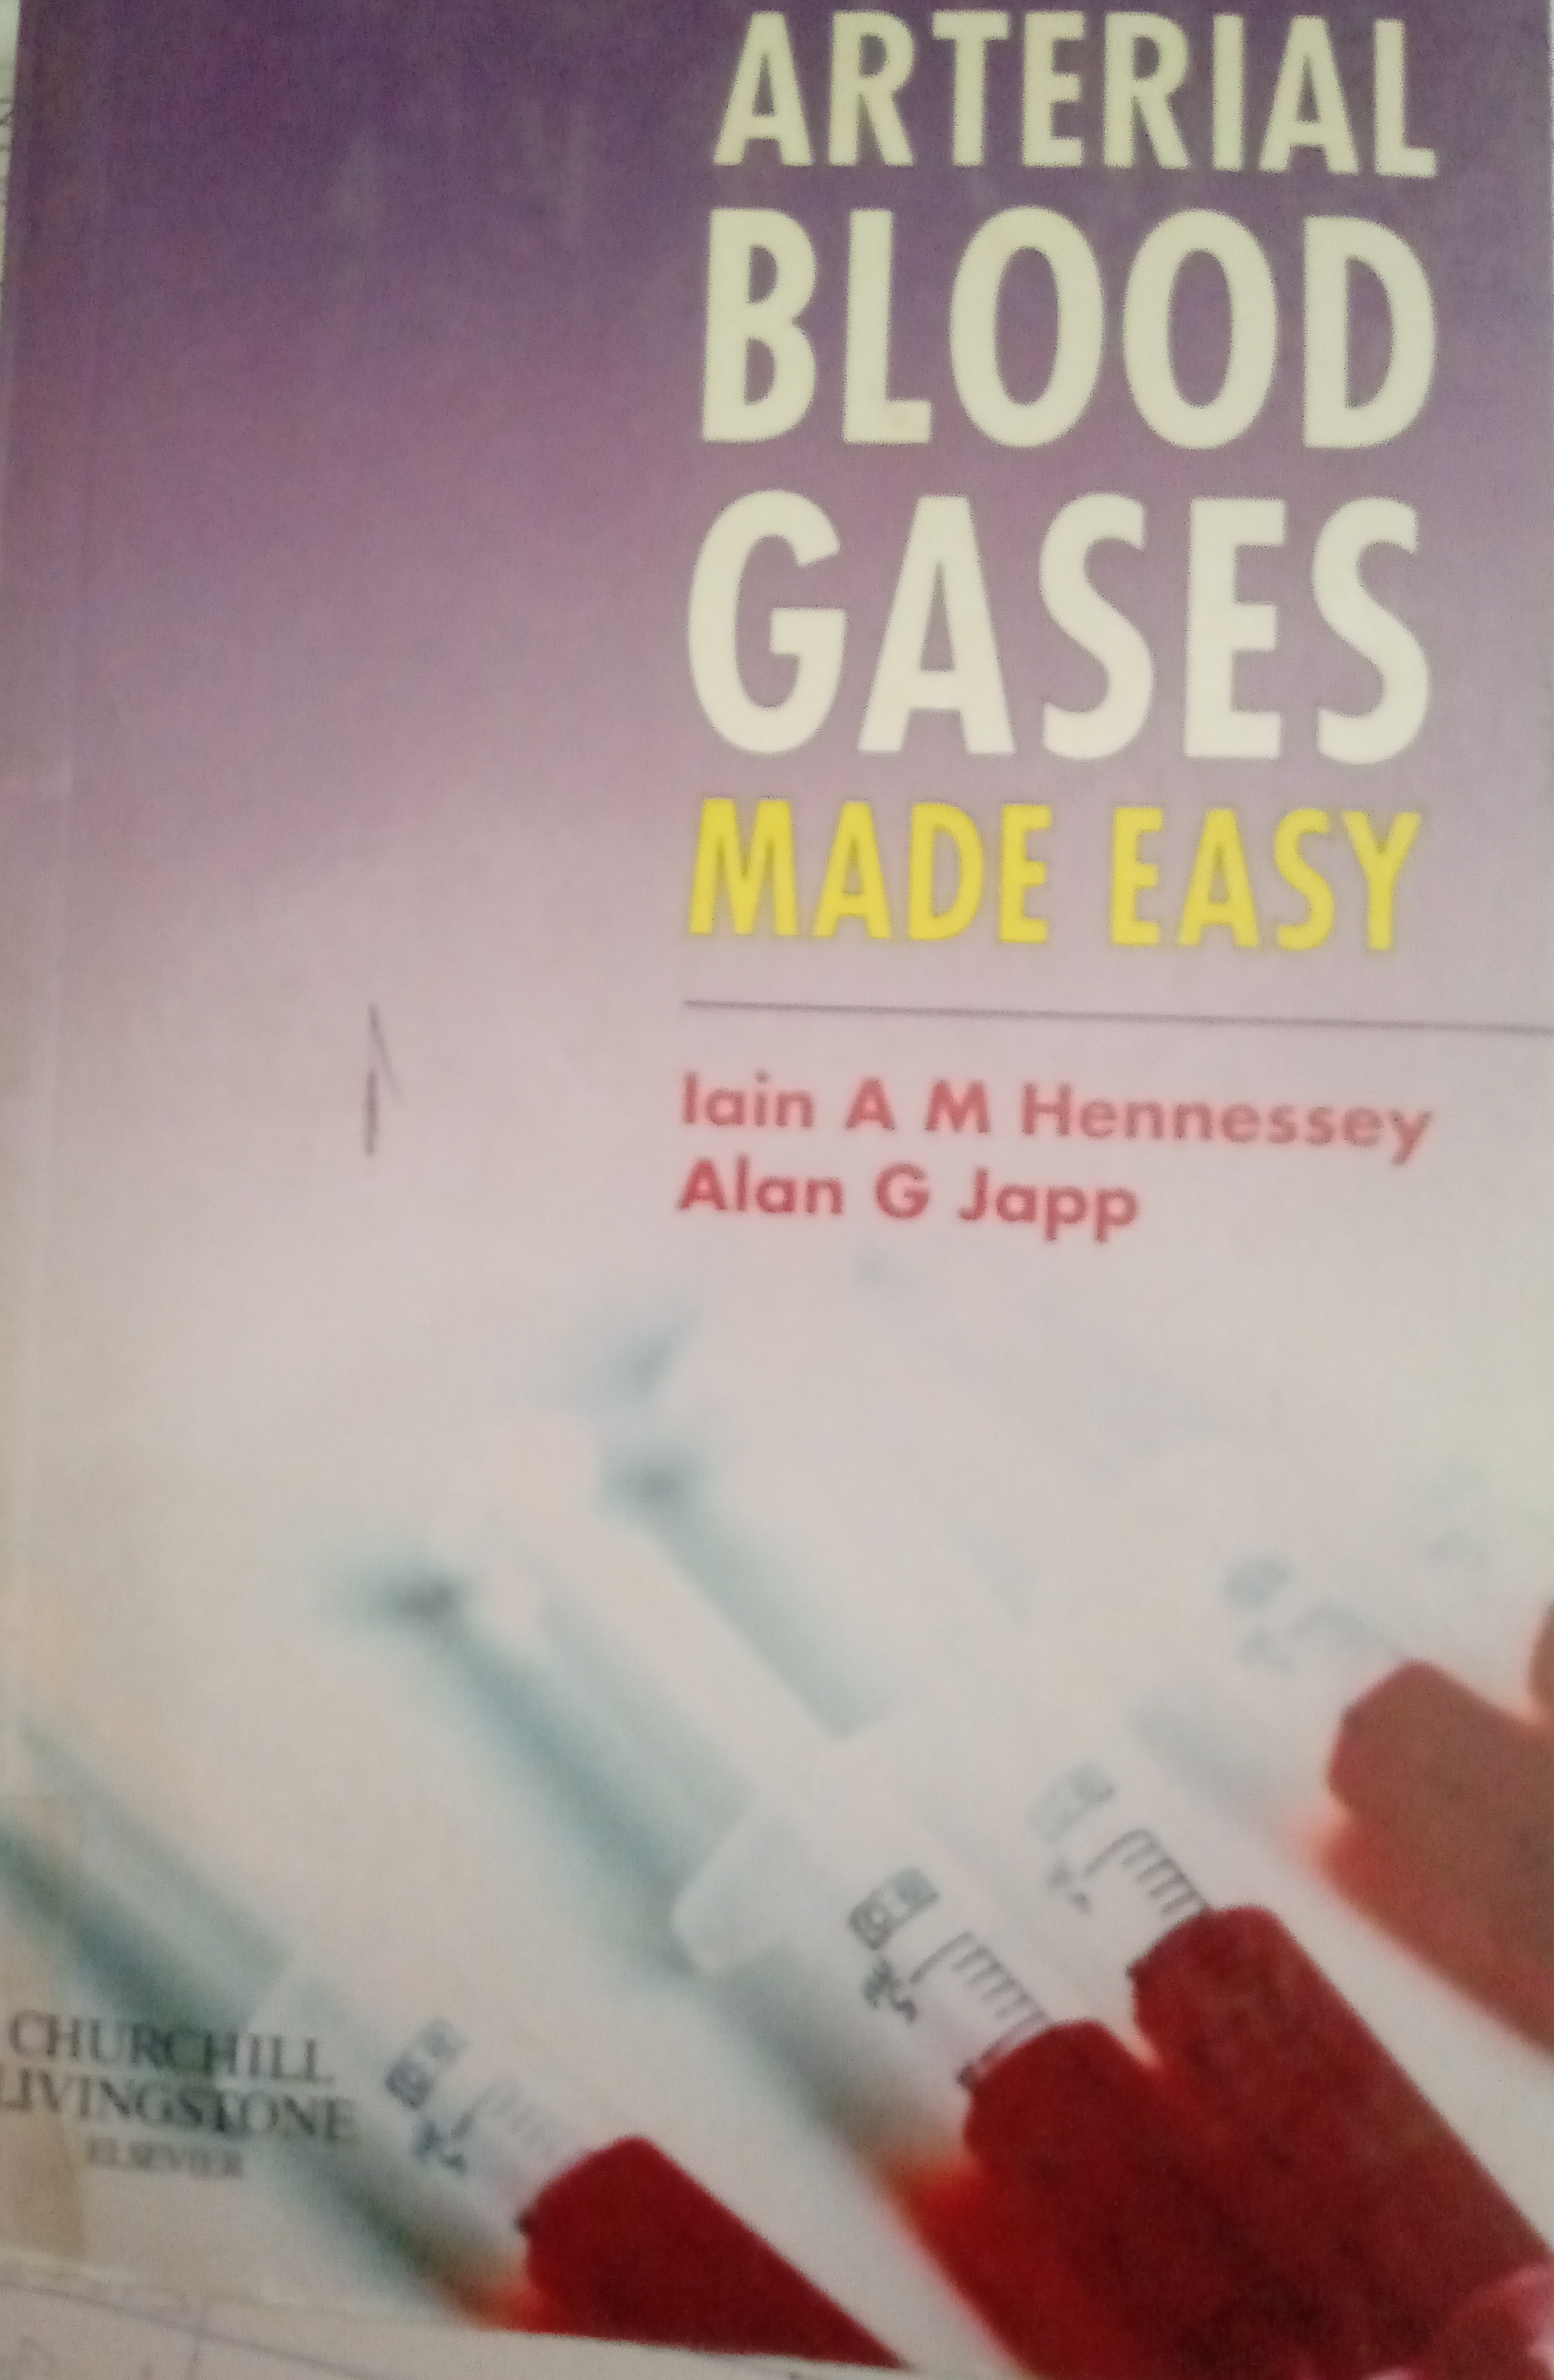 ARTERIAL
BLOOD
GASES
MADE EASY
Iain A M Hennessey
Alan G Japp
CHURCHILL
LIVINGSTONE
ELSEVIER